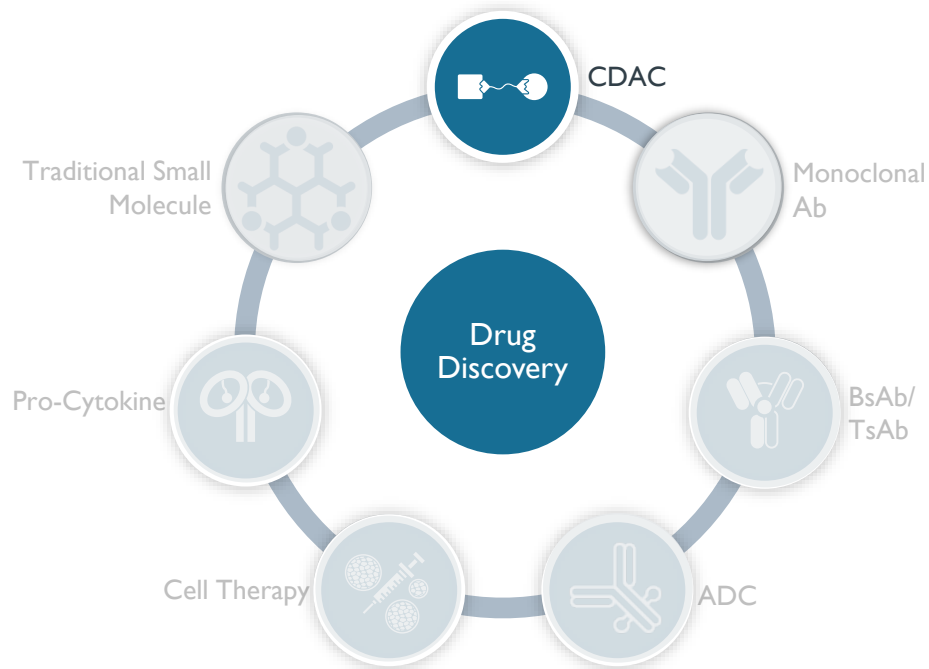 CDAC
Traditional Small
Molecule
Monoclonal
Ab
Drug
Discovery
Pro-Cytokine
BsAb/
TsAb
Cell Therapy
ADC